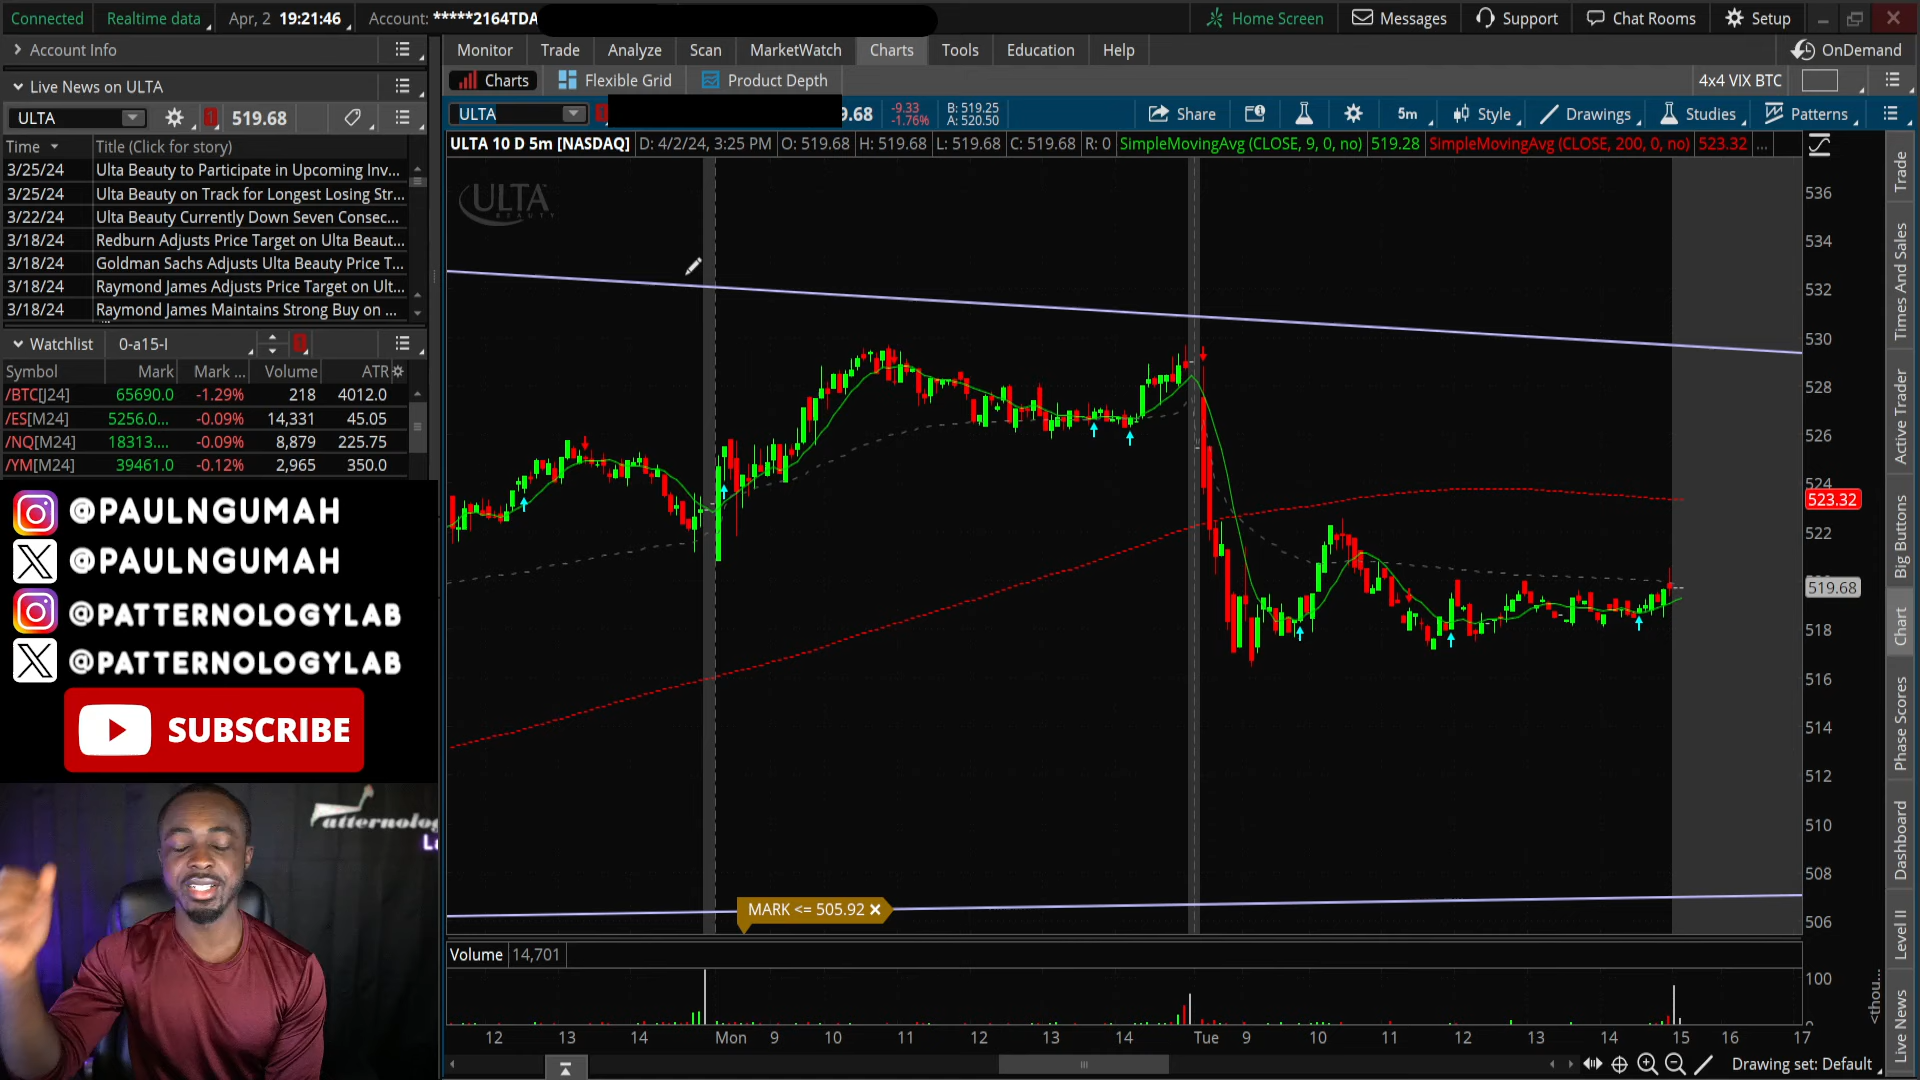 Connected Realtime data Apr, 2 19:21:46 Account: *****2164TDA Home Screen Messages Support Chat Rooms Setup
Account Info Monitor Trade Analyze Scan MarketWatch Charts Tools Education Help OnDemand
Live News on ULTA Charts Flexible Grid Product Depth 4x4 VIX BTC
ULTA 1 519.68 ULTA 9.68 -9.33 -1.76% B: 519.25 A: 520.50 Share 5m Style Drawings Studies Patterns
Time Title (Click for story)
3/25/24 Ulta Beauty to Participate in Upcoming Inv...
3/25/24 Ulta Beauty on Track for Longest Losing Str...
3/22/24 Ulta Beauty Currently Down Seven Consec...
3/18/24 Redburn Adjusts Price Target on Ulta Beaut...
3/18/24 Goldman Sachs Adjusts Ulta Beauty Price T...
3/18/24 Raymond James Adjusts Price Target on Ult...
3/18/24 Raymond James Maintains Strong Buy on ...
Watchlist 0-a15-I
Symbol Mark Mark ... Volume ATR
/BTC[J24] 65690.0 -1.29% 218 4012.0
/ES[M24] 5256.0... -0.09% 14,331 45.05
/NQ[M24] 18313.... -0.09% 8,879 225.75
/YM[M24] 39461.0 -0.12% 2,965 350.0
@PAULNGUMAH
@PAULNGUMAH
@PATTERNOLOGYLAB
@PATTERNOLOGYLAB
SUBSCRIBE
atternolog
L
ULTA 10 D 5m [NASDAQ] D: 4/2/24, 3:25 PM O: 519.68 H: 519.68 L: 519.68 C: 519.68 R: 0 SimpleMovingAvg (CLOSE, 9, 0, no) 519.28 SimpleMovingAvg (CLOSE, 200, 0, no) 523.32 ...
ULTA
BEAUTY
536
534
532
530
528
526
524
523.32
522
519.68
518
516
514
512
510
508
506
MARK <= 505.92
Volume 14,701
100
0
<thou...
12 13 14 Mon 9 10 11 12 13 14 Tue 9 10 11 12 13 14 15 16 17
Drawing set: Default
Trade
Times And Sales
Active Trader
Big Buttons
Chart
Phase Scores
Dashboard
Level II
Live News